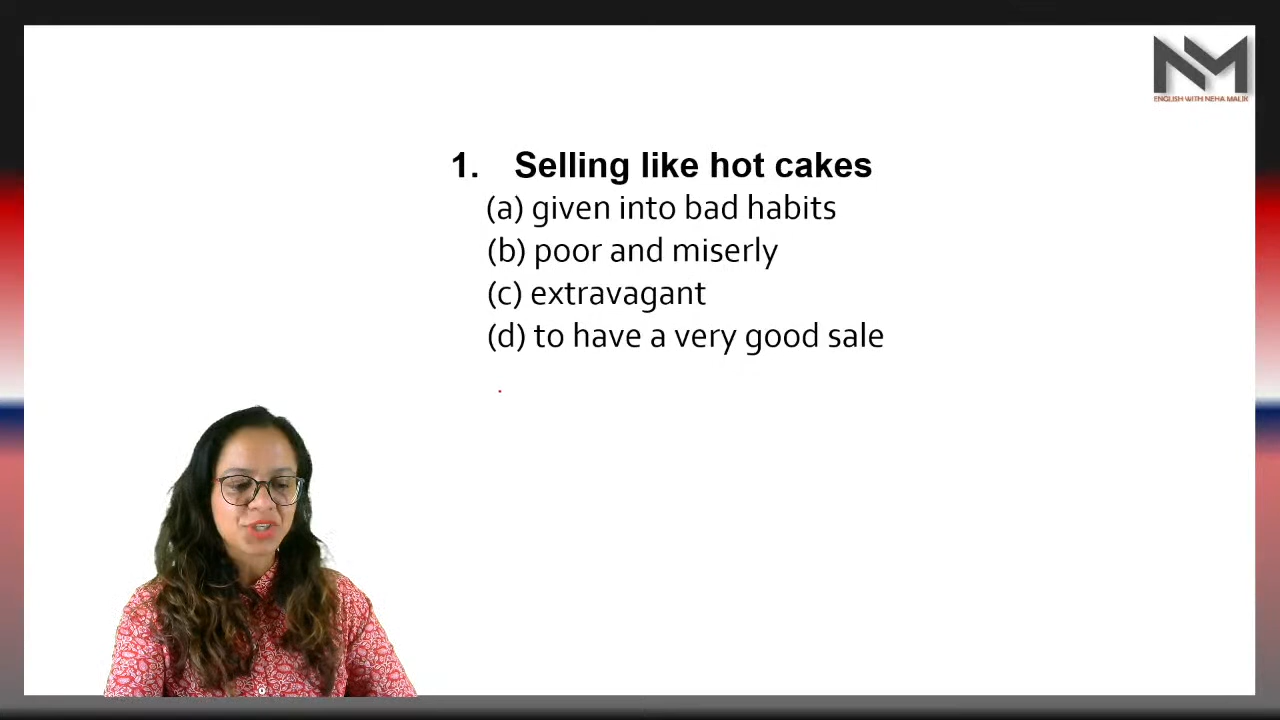 NM
ENGLISH WITH NEHA MALIK
1. Selling like hot cakes
(a) given into bad habits
(b) poor and miserly
(c) extravagant
(d) to have a very good sale